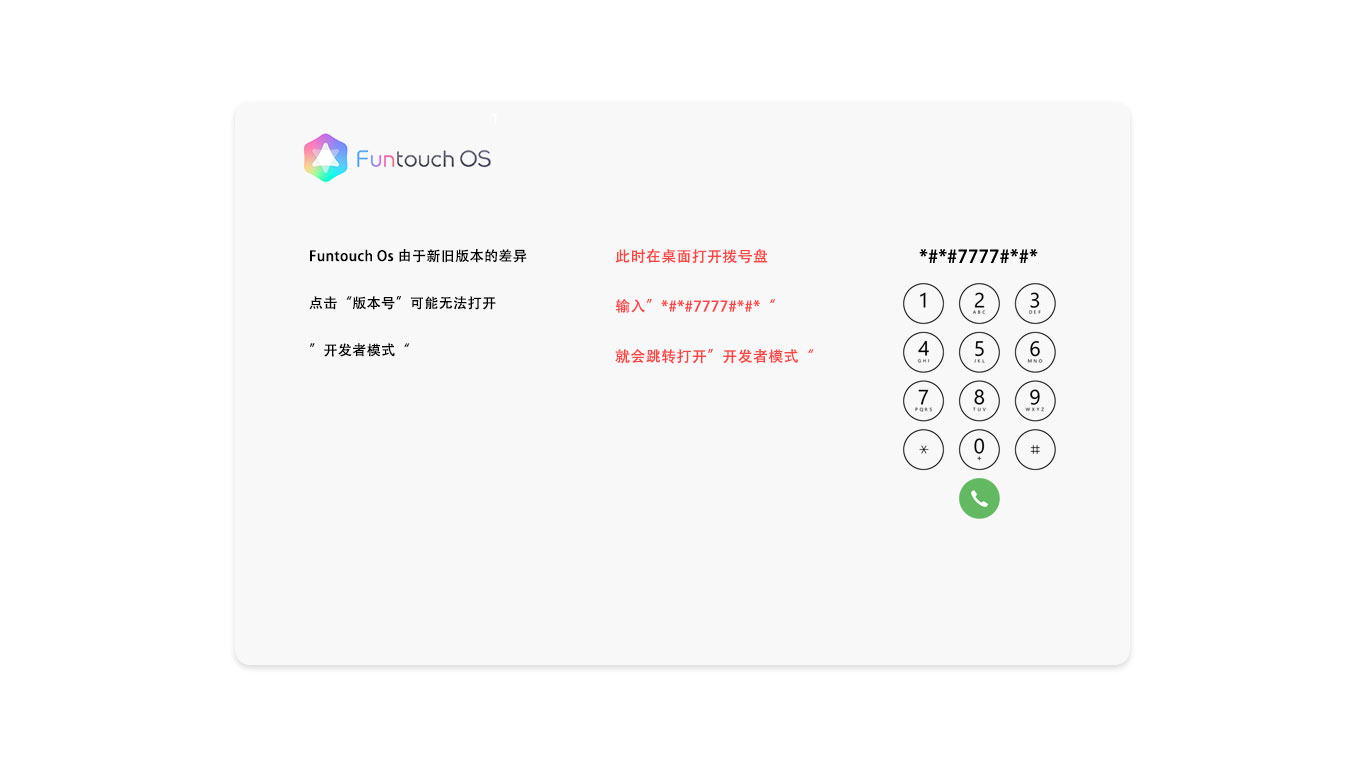 Funtouch OS
Funtouch Os 由于新旧版本的差异
点击“版本号”可能无法打开
”开发者模式“
此时在桌面打开拨号盘
输入”*#*#7777#*#*“
就会跳转打开”开发者模式“
*#*#7777#*#*
1
2
ABC
3
DEF
4
GHI
5
JKL
6
MNO
7
PQRS
8
TUV
9
WXYZ
*
0
+
#